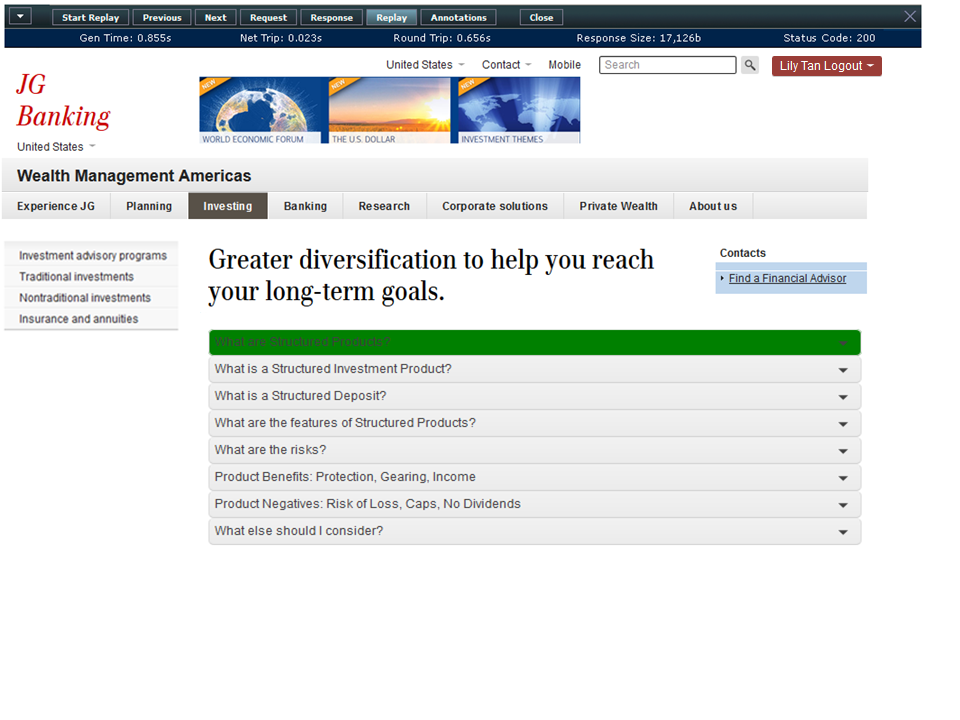 Start Replay Previous Next Request Response Replay Annotations Close
Gen Time: 0.855s Net Trip: 0.023s Round Trip: 0.656s Response Size: 17,126b Status Code: 200
United States Contact Mobile Search Lily Tan Logout
JG
Banking
NEW NEW NEW
WORLD ECONOMIC FORUM THE U.S. DOLLAR INVESTMENT THEMES
United States
Wealth Management Americas
Experience JG Planning Investing Banking Research Corporate solutions Private Wealth About us
Investment advisory programs
Traditional investments
Nontraditional investments
Insurance and annuities
Greater diversification to help you reach
your long-term goals.
Contacts
Find a Financial Advisor
What are Structured Products?
What is a Structured Investment Product?
What is a Structured Deposit?
What are the features of Structured Products?
What are the risks?
Product Benefits: Protection, Gearing, Income
Product Negatives: Risk of Loss, Caps, No Dividends
What else should I consider?